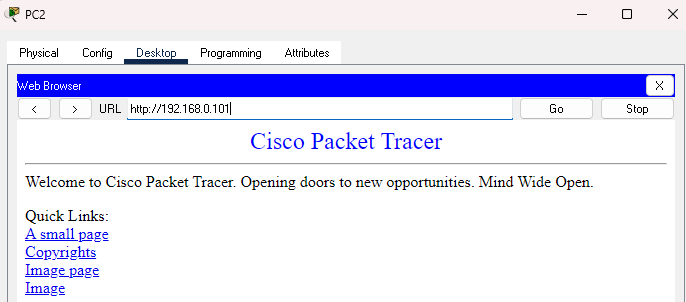 PC2
Physical Config Desktop Programming Attributes
Web Browser X
< > URL http://192.168.0.101 Go Stop
Cisco Packet Tracer
Welcome to Cisco Packet Tracer. Opening doors to new opportunities. Mind Wide Open.
Quick Links:
A small page
Copyrights
Image page
Image